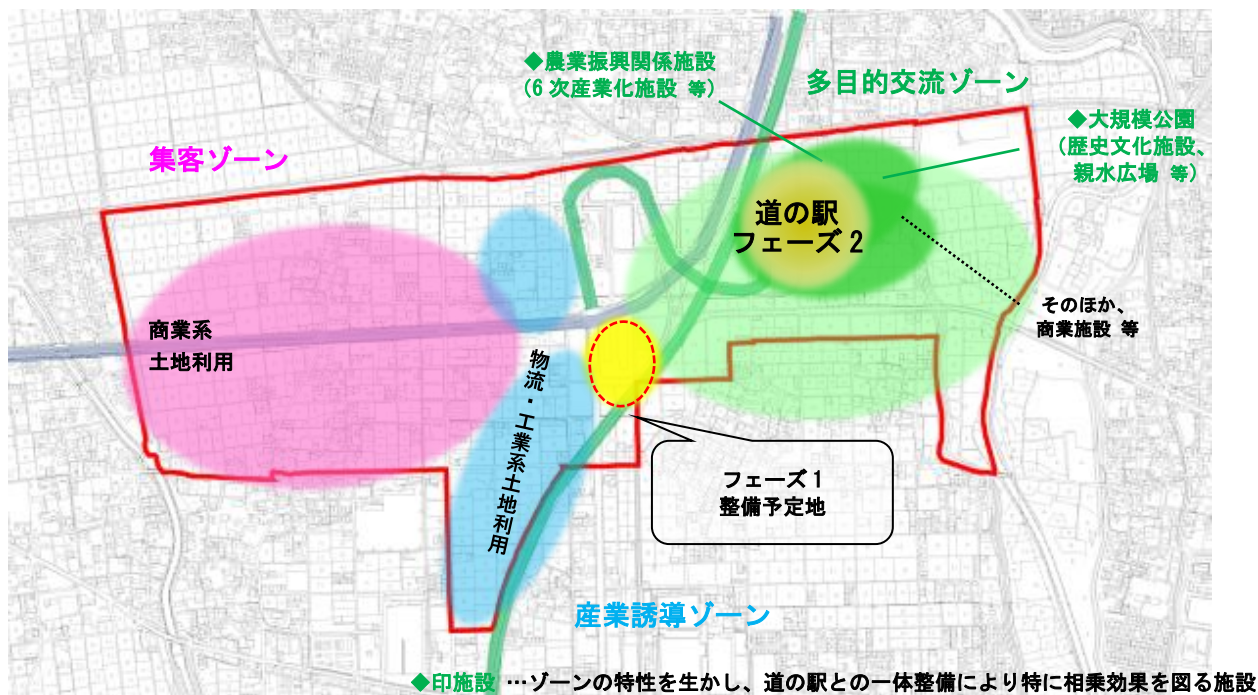 ◆農業振興関係施設
(6次産業化施設 等)
多目的交流ゾーン
◆大規模公園
(歴史文化施設、
親水広場 等)
集客ゾーン
道の駅
フェーズ2
そのほか、
商業施設 等
商業系
土地利用
物流・工業系土地利用
フェーズ1
整備予定地
産業誘導ゾーン
◆印施設 …ゾーンの特性を生かし、道の駅との一体整備により特に相乗効果を図る施設